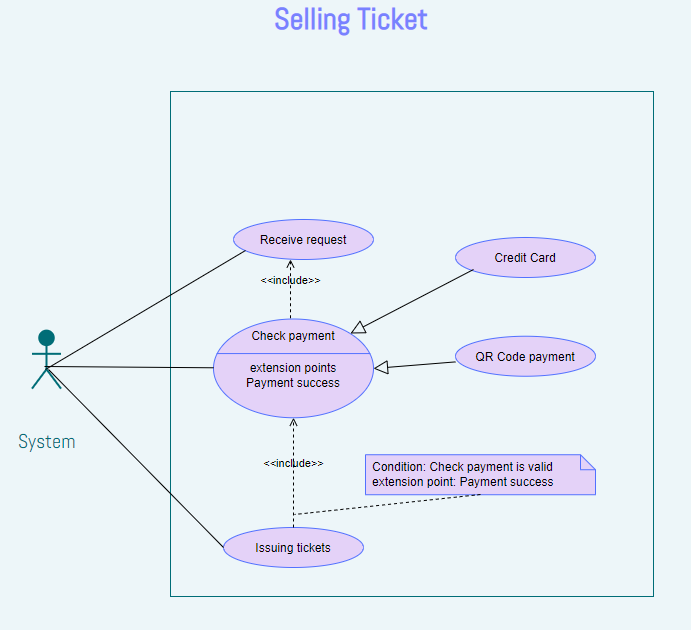 Selling Ticket
Receive request
Credit Card
<<include>>
Check payment
QR Code payment
extension points
Payment success
System
<<include>>
Condition: Check payment is valid
extension point: Payment success
Issuing tickets